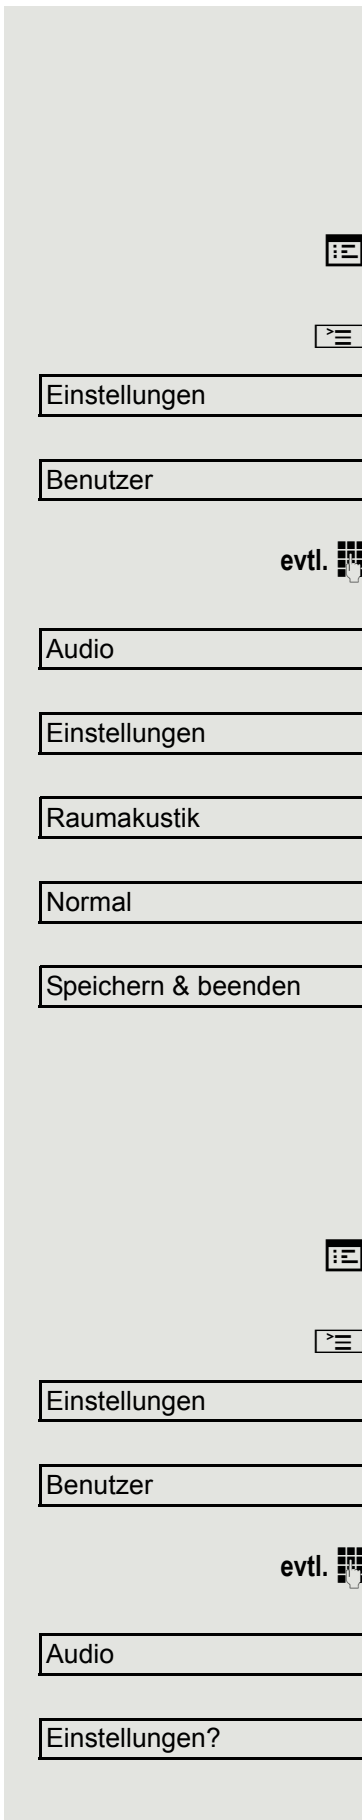 Einstellungen
Benutzer
evtl.
Audio
Einstellungen
Raumakustik
Normal
Speichern & beenden
Einstellungen
Benutzer
evtl.
Audio
Einstellungen?